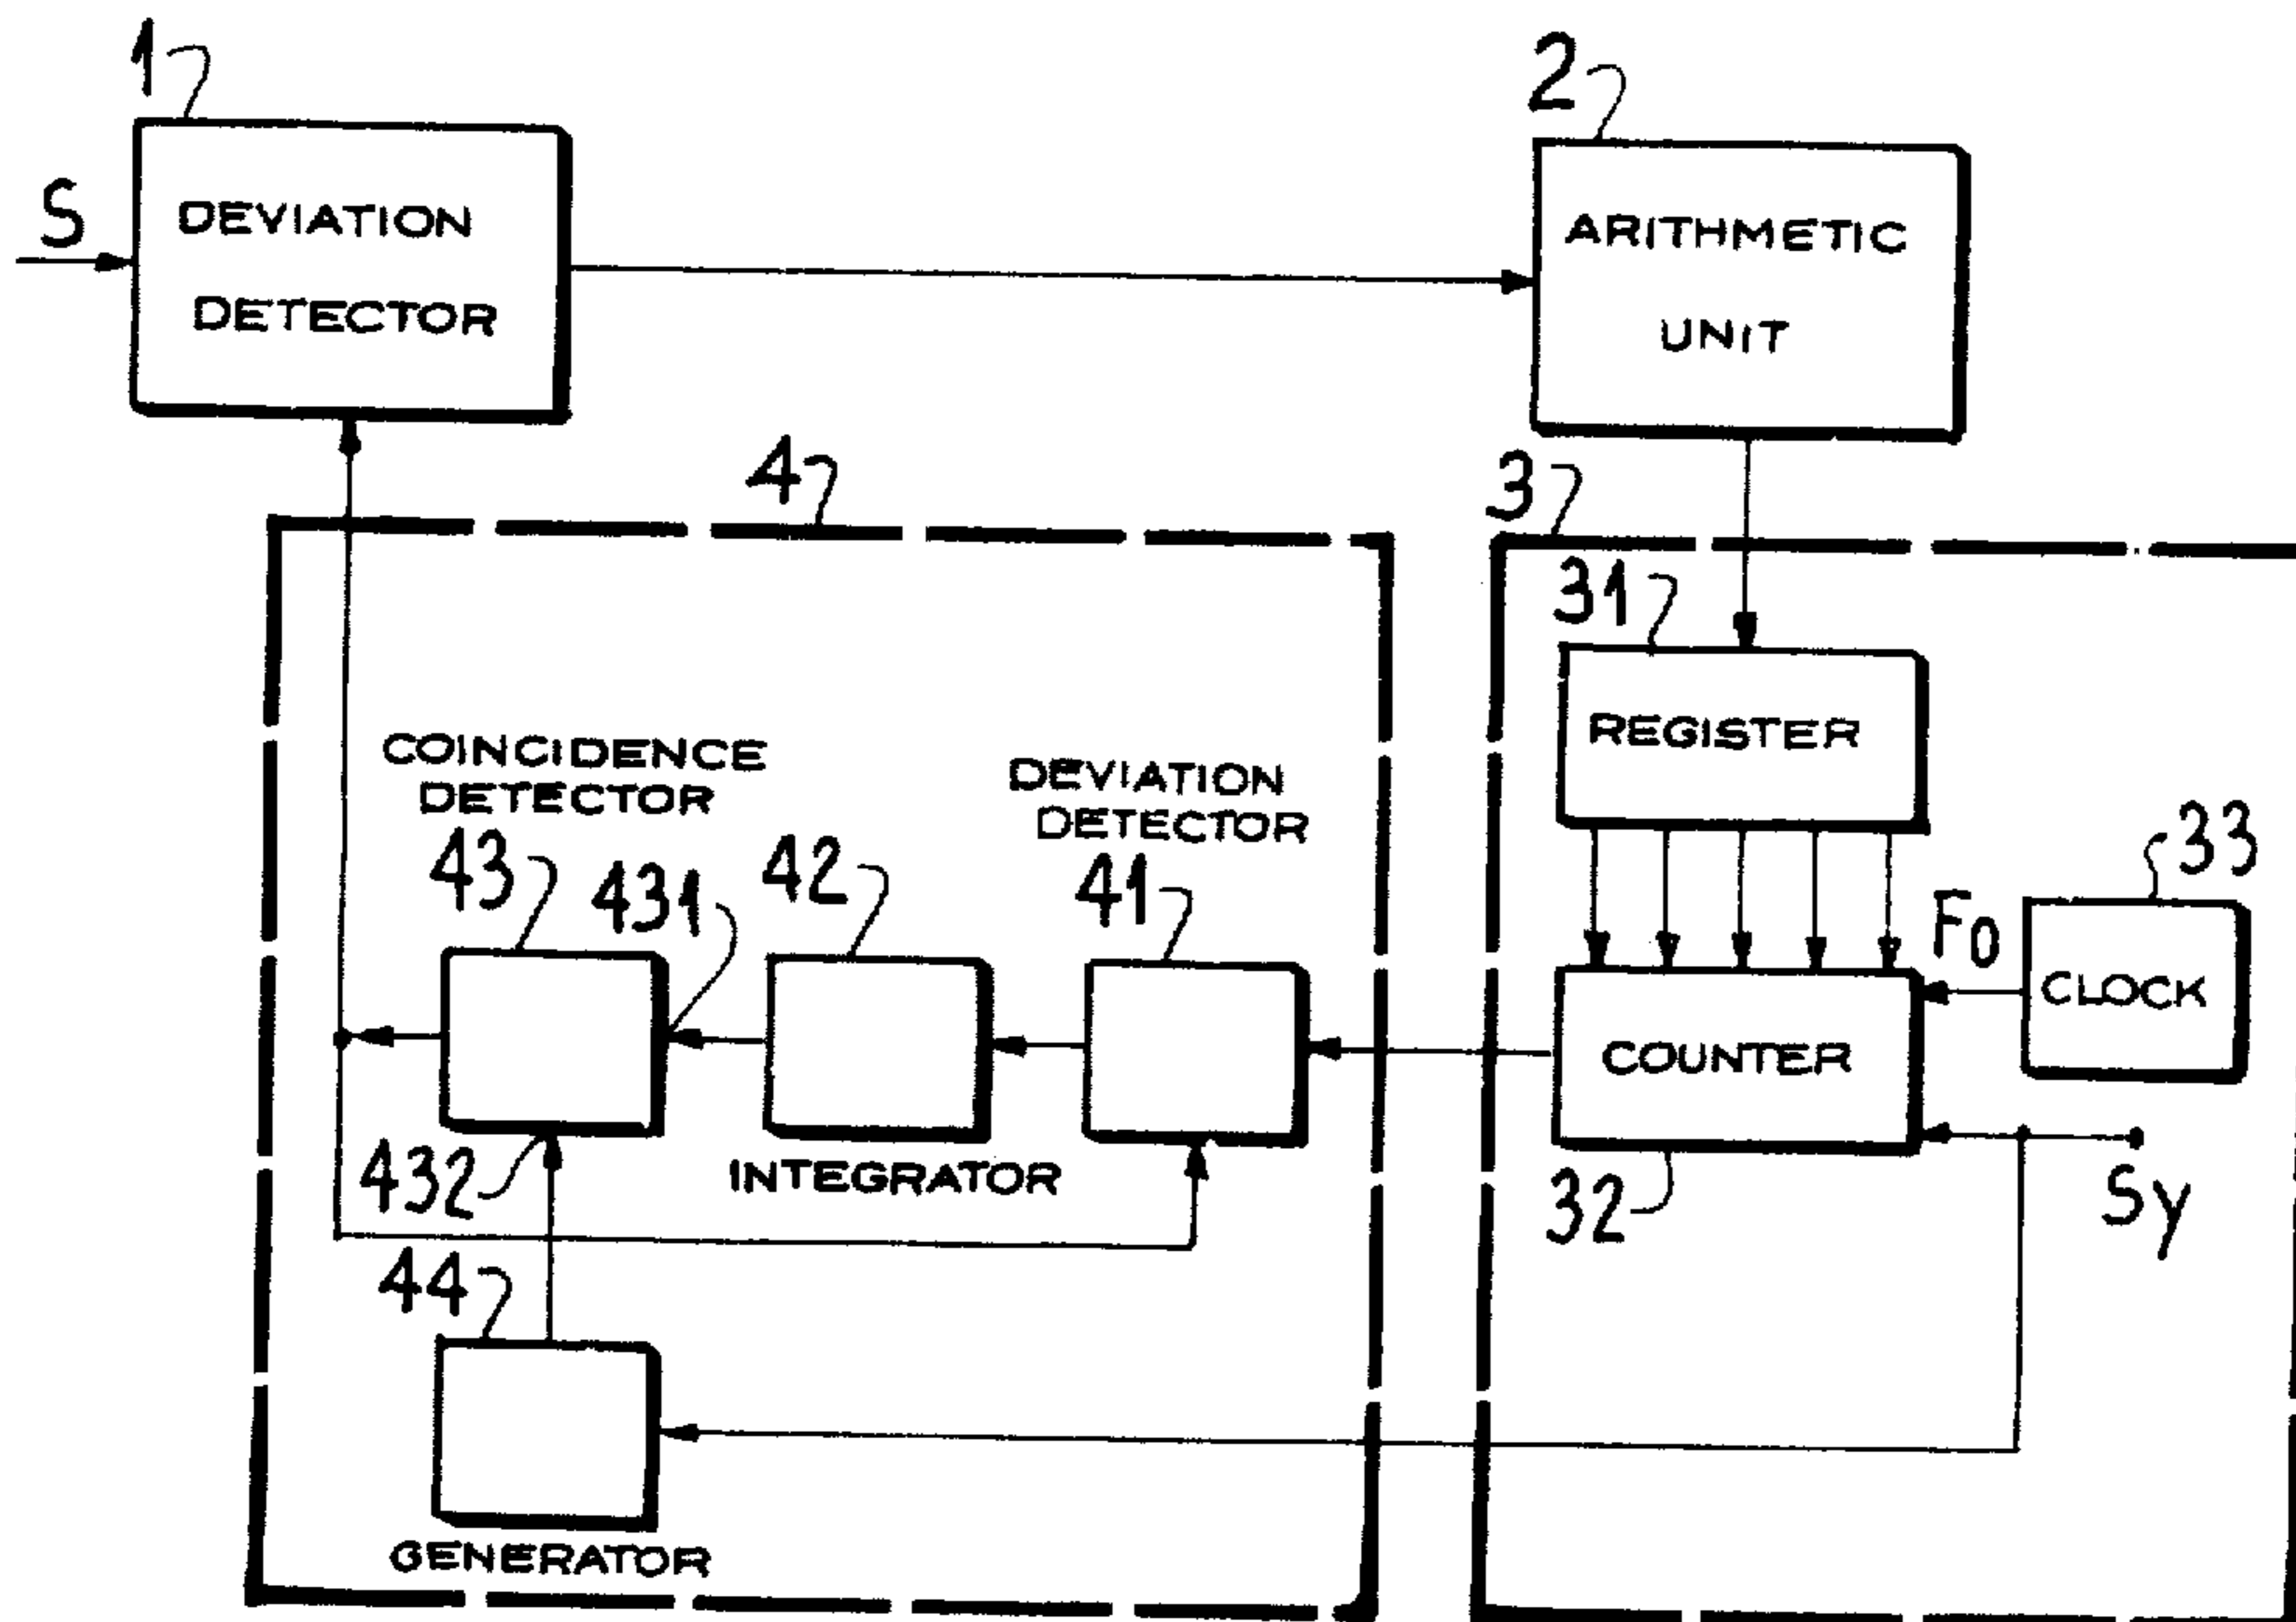 1
2
S
DEVIATION
DETECTOR
ARITHMETIC
UNIT
4
3
31
REGISTER
COINCIDENCE
DETECTOR
DEVIATION
DETECTOR
43
431
42
41
33
Fo
CLOCK
COUNTER
432
INTEGRATOR
32
Sy
44
GENERATOR